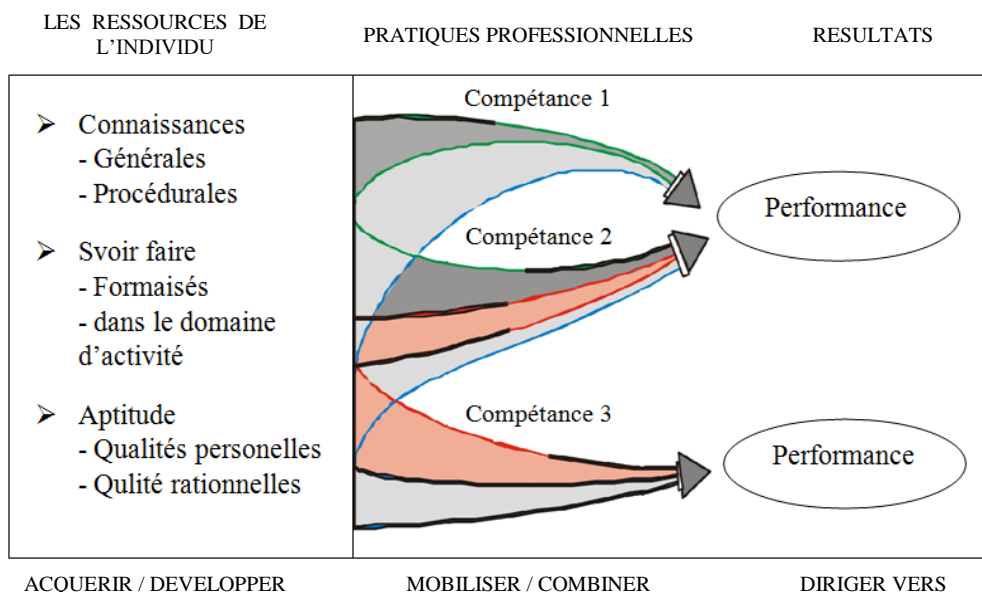 LES RESSOURCES DE
L’INDIVIDU
PRATIQUES PROFESSIONNELLES
RESULTATS
➢ Connaissances
- Générales
- Procédurales
➢ Svoir faire
- Formaisés
- dans le domaine
d’activité
➢ Aptitude
- Qualités personelles
- Qulité rationnelles
Compétance 1
Compétance 2
Compétance 3
Performance
Performance
ACQUERIR / DEVELOPPER
MOBILISER / COMBINER
DIRIGER VERS